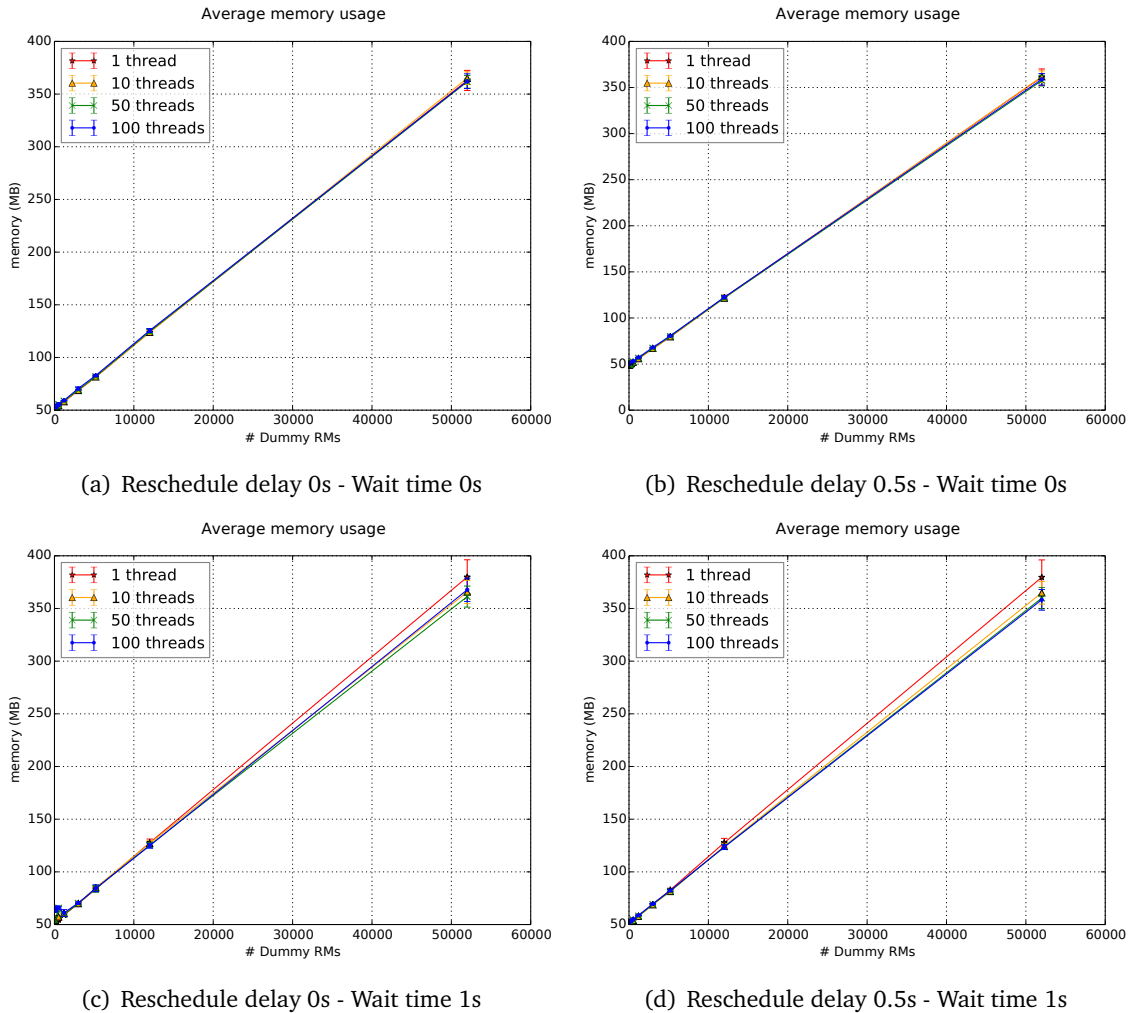 Average memory usage
400
350
300
250
200
150
100
50
memory (MB)
1 thread
10 threads
50 threads
100 threads
0 10000 20000 30000 40000 50000 60000
# Dummy RMs
(a) Reschedule delay 0s - Wait time 0s
Average memory usage
400
350
300
250
200
150
100
50
0
memory (MB)
1 thread
10 threads
50 threads
100 threads
0 10000 20000 30000 40000 50000 60000
# Dummy RMs
(b) Reschedule delay 0.5s - Wait time 0s
Average memory usage
400
350
300
250
200
150
100
50
memory (MB)
1 thread
10 threads
50 threads
100 threads
0 10000 20000 30000 40000 50000 60000
# Dummy RMs
(c) Reschedule delay 0s - Wait time 1s
Average memory usage
400
350
300
250
200
150
100
50
memory (MB)
1 thread
10 threads
50 threads
100 threads
0 10000 20000 30000 40000 50000 60000
# Dummy RMs
(d) Reschedule delay 0.5s - Wait time 1s